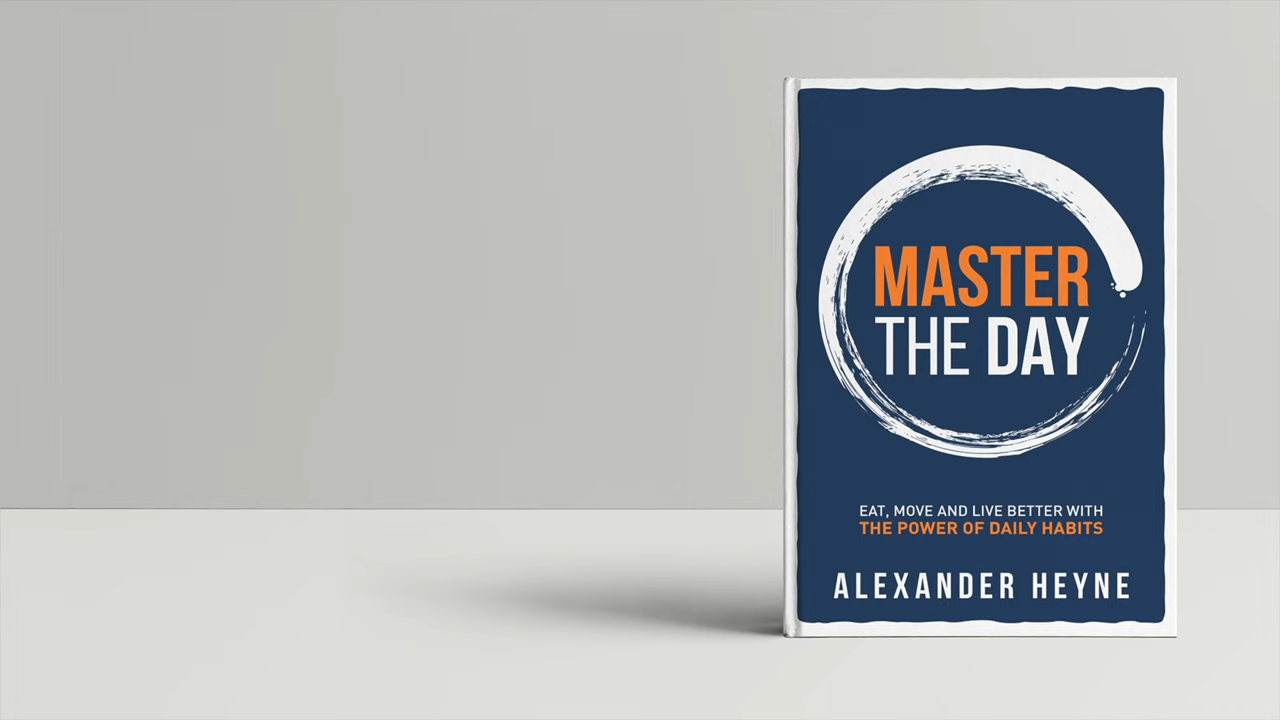 MASTER
THE DAY
EAT, MOVE AND LIVE BETTER WITH
THE POWER OF DAILY HABITS
ALEXANDER HEYNE